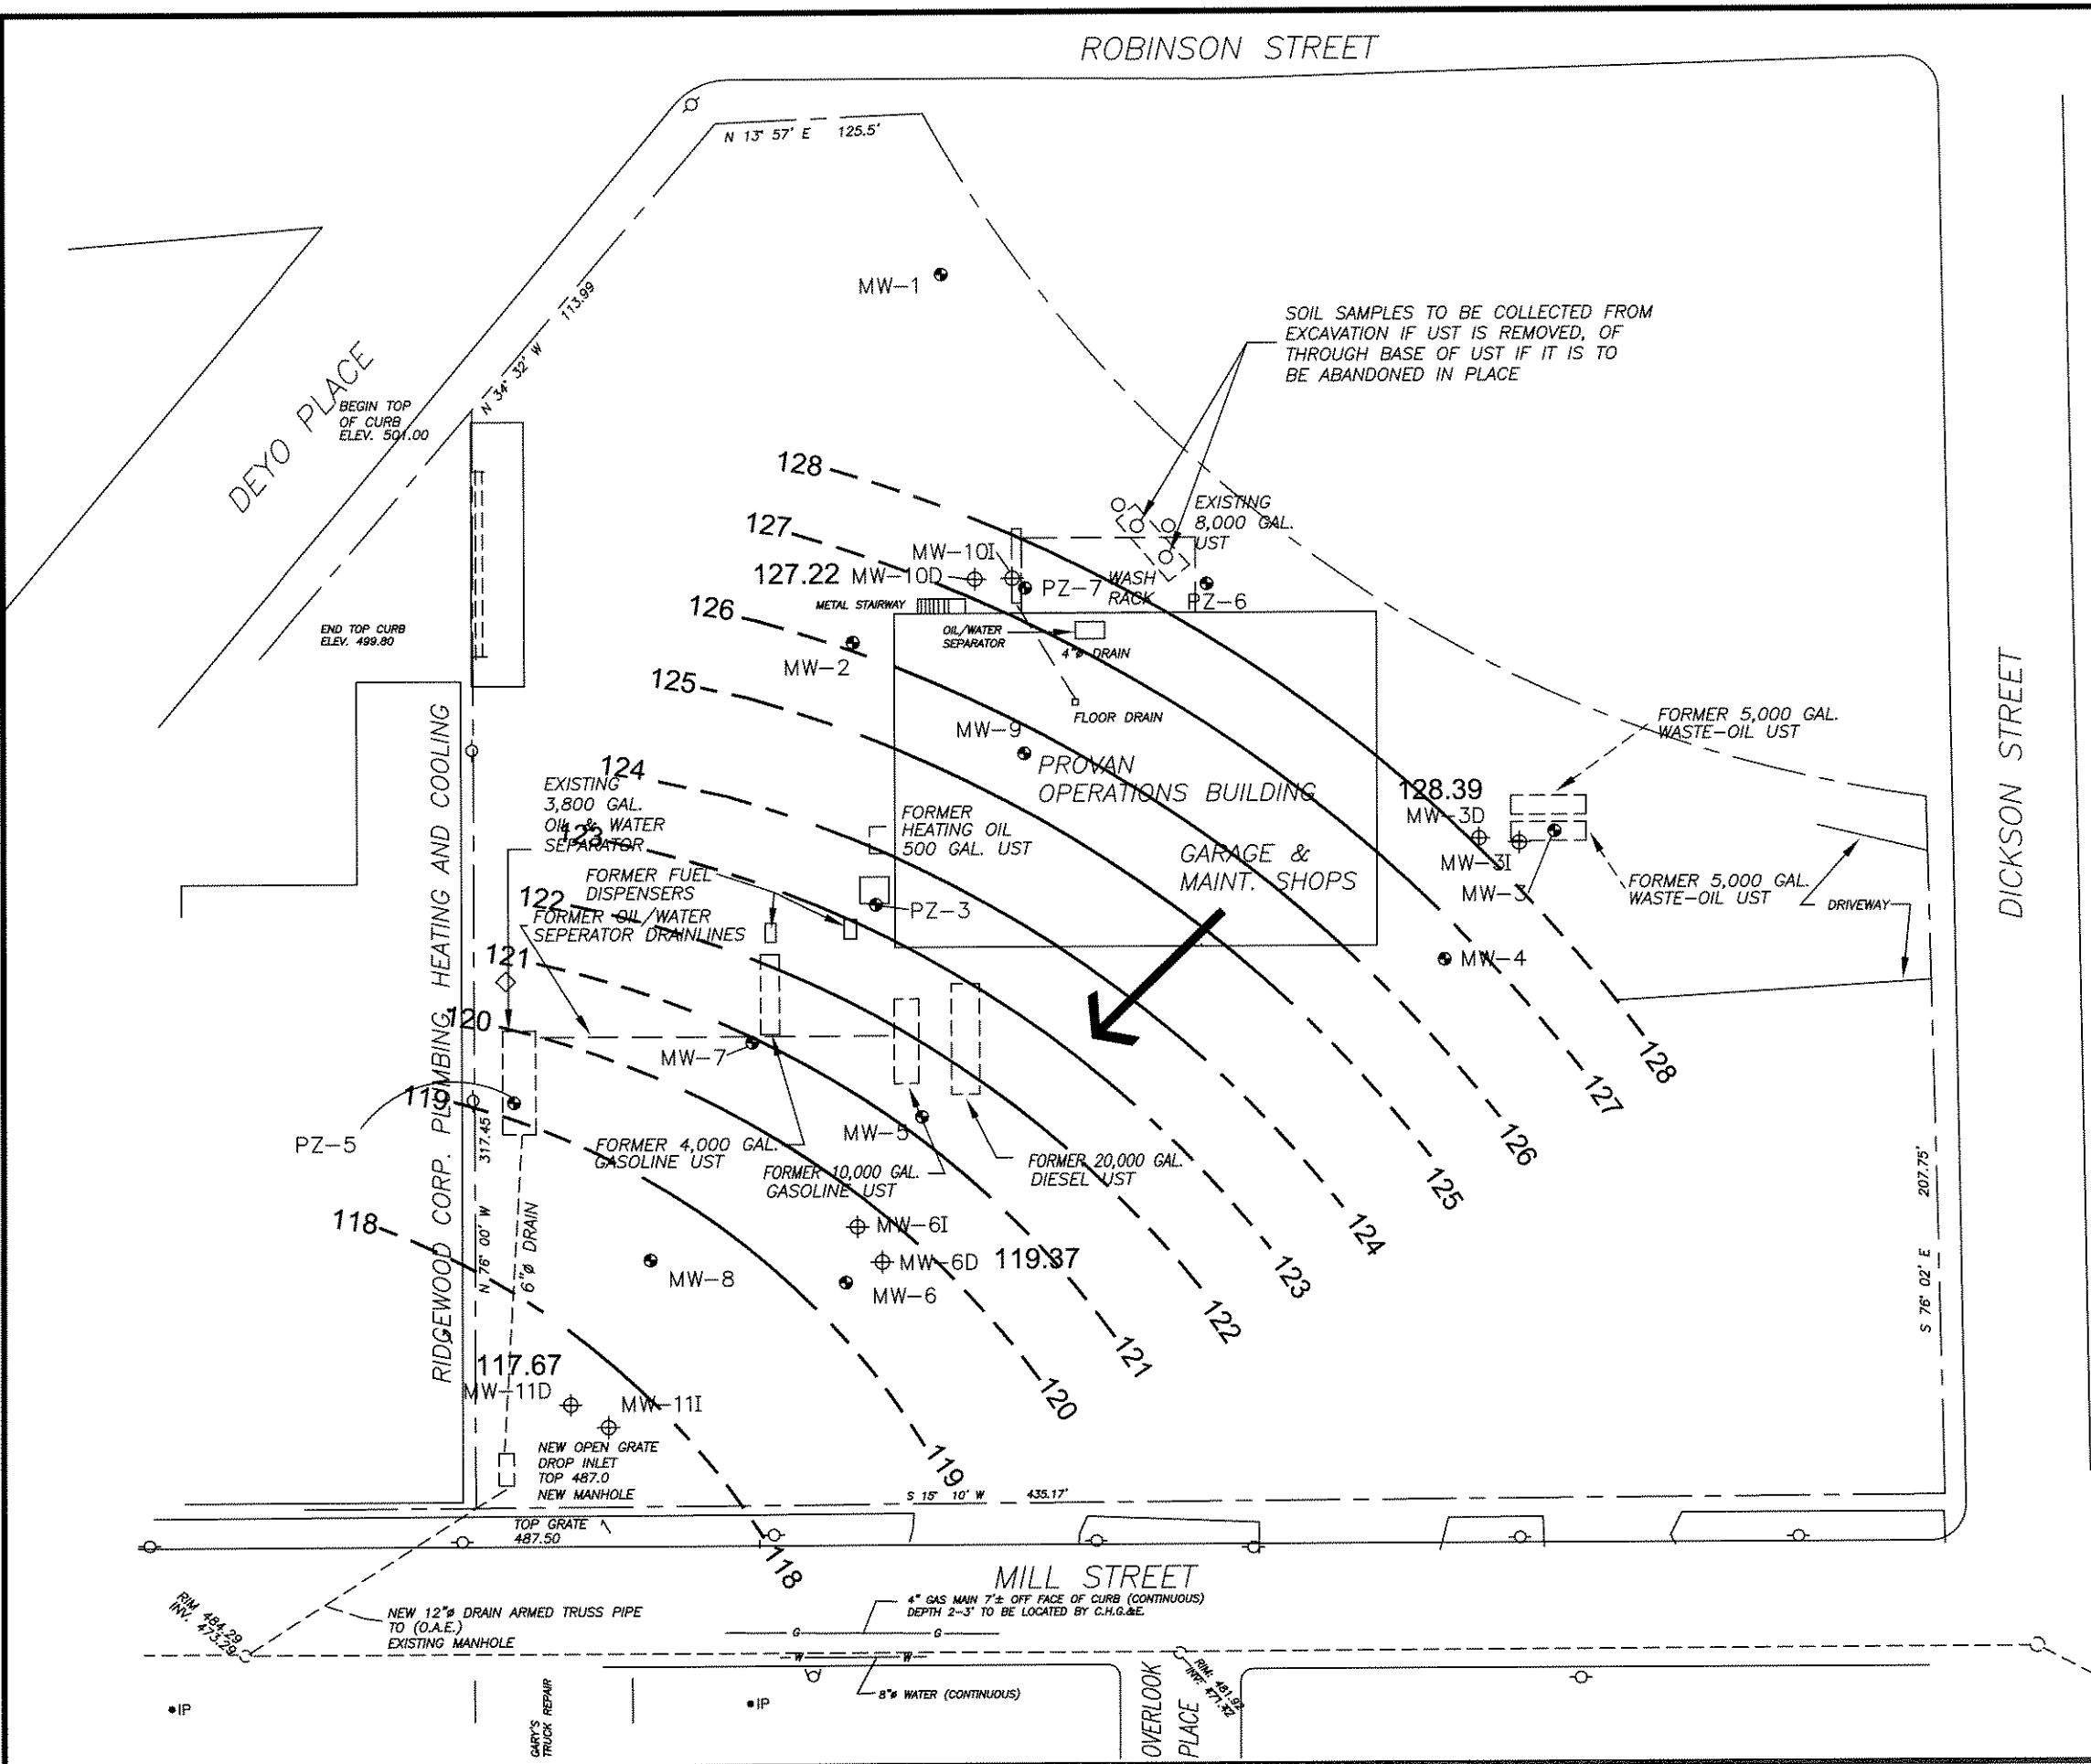 ROBINSON STREET
N 13° 57' E 125.5'
MW-1
N 34° 32' W 113.99
DEYO PLACE
BEGIN TOP
OF CURB
ELEV. 501.00
END TOP CURB
ELEV. 499.80
SOIL SAMPLES TO BE COLLECTED FROM
EXCAVATION IF UST IS REMOVED, OF
THROUGH BASE OF UST IF IT IS TO
BE ABANDONED IN PLACE
128
127
126
125
124
123
122
121
120
119
118
EXISTING
8,000 GAL.
UST
MW-10I
127.22 MW-10D
PZ-7
WASH
RACK
PZ-6
METAL STAIRWAY
OIL/WATER
SEPARATOR
4"ø DRAIN
FLOOR DRAIN
MW-2
MW-9
PROVAN
OPERATIONS BUILDING
GARAGE &
MAINT. SHOPS
FORMER
HEATING OIL
500 GAL. UST
PZ-3
EXISTING
3,800 GAL.
OIL & WATER
SEPARATOR
FORMER FUEL
DISPENSERS
FORMER OIL/WATER
SEPERATOR DRAINLINES
128.39
MW-3D
MW-3I
MW-3
MW-4
FORMER 5,000 GAL.
WASTE-OIL UST
FORMER 5,000 GAL.
WASTE-OIL UST
DRIVEWAY
DICKSON STREET
S 76° 02' E 207.75'
RIDGEWOOD CORP. PLUMBING, HEATING AND COOLING
N 76° 00' W 317.45
6"ø DRAIN
PZ-5
MW-7
MW-5
FORMER 4,000 GAL.
GASOLINE UST
FORMER 10,000 GAL.
GASOLINE UST
FORMER 20,000 GAL.
DIESEL UST
MW-6I
MW-6D 119.37
MW-6
MW-8
117.67
MW-11D
MW-11I
128
127
126
125
124
123
122
121
120
119
118
NEW OPEN GRATE
DROP INLET
TOP 487.0
NEW MANHOLE
TOP GRATE
487.50
S 15° 10' W 435.17'
MILL STREET
4" GAS MAIN 7'± OFF FACE OF CURB (CONTINUOUS)
DEPTH 2-3' TO BE LOCATED BY C.H.G.&E.
G G
W W
8"ø WATER (CONTINUOUS)
NEW 12"ø DRAIN ARMED TRUSS PIPE
TO (O.A.E.)
EXISTING MANHOLE
RIM 484.29
INV. 473.29
RIM: 481.92
INV: 471.42
IP
IP
GARY'S
TRUCK REPAIR
OVERLOOK
PLACE